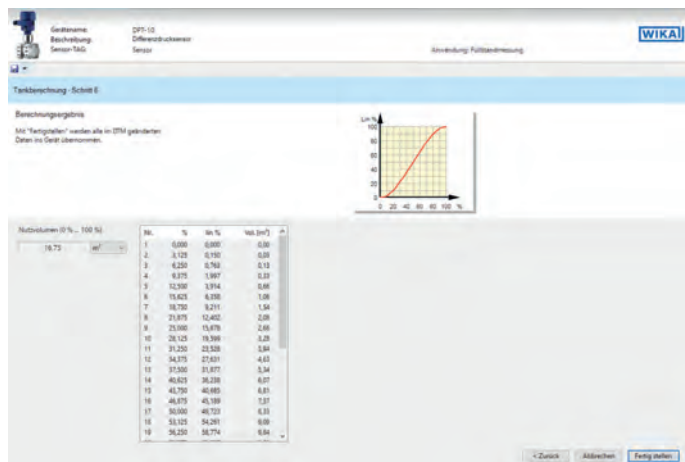 Gerätename: DPT-10
Beschreibung: Differenzdrucksensor
Sensor-TAG: Sensor
Anwendung: Füllstandmessung
WIKAI
Tankberechnung - Schritt 6
Berechnungsergebnis
Mit "Fertigstellen" werden alle im DTM geänderten
Daten ins Gerät übernommen.
Lin %
100
80
60
40
20
0
0 20 40 60 80 100 %
Nutzvolumen (0 % ... 100 %)
16,75 m³
Nr. % lin % Vol. [m³]
1 0,000 0,000 0,00
2 3,125 0,150 0,03
3 6,250 0,763 0,13
4 9,375 1,997 0,33
5 12,500 3,914 0,66
6 15,625 6,338 1,06
7 18,750 9,211 1,54
8 21,875 12,402 2,08
9 25,000 15,878 2,66
10 28,125 19,599 3,28
11 31,250 23,528 3,94
12 34,375 27,631 4,63
13 37,500 31,877 5,34
14 40,625 36,238 6,07
15 43,750 40,685 6,81
16 46,875 45,189 7,57
17 50,000 49,723 8,33
18 53,125 54,261 9,09
19 56,250 58,774 9,84
< Zurück Abbrechen Fertig stellen